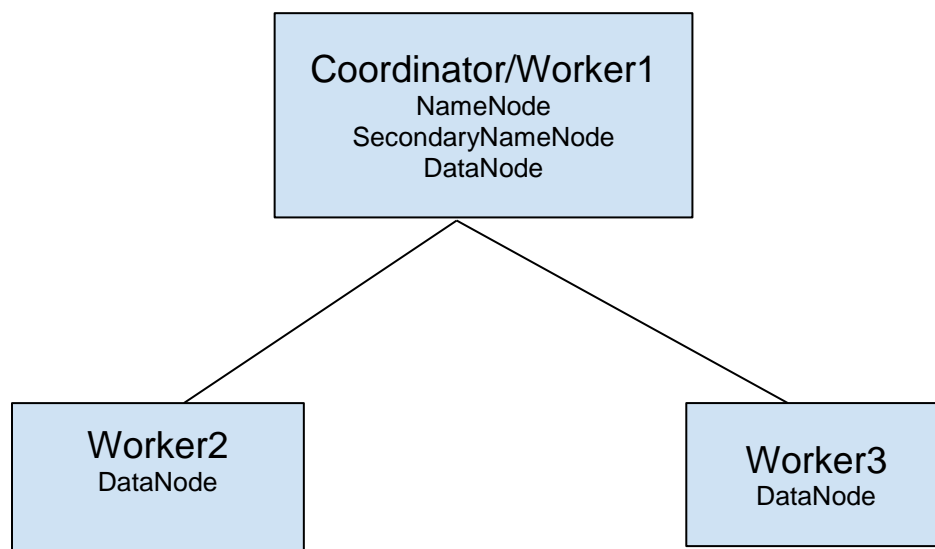 Coordinator/Worker1
NameNode
SecondaryNameNode
DataNode
Worker2
DataNode
Worker3
DataNode